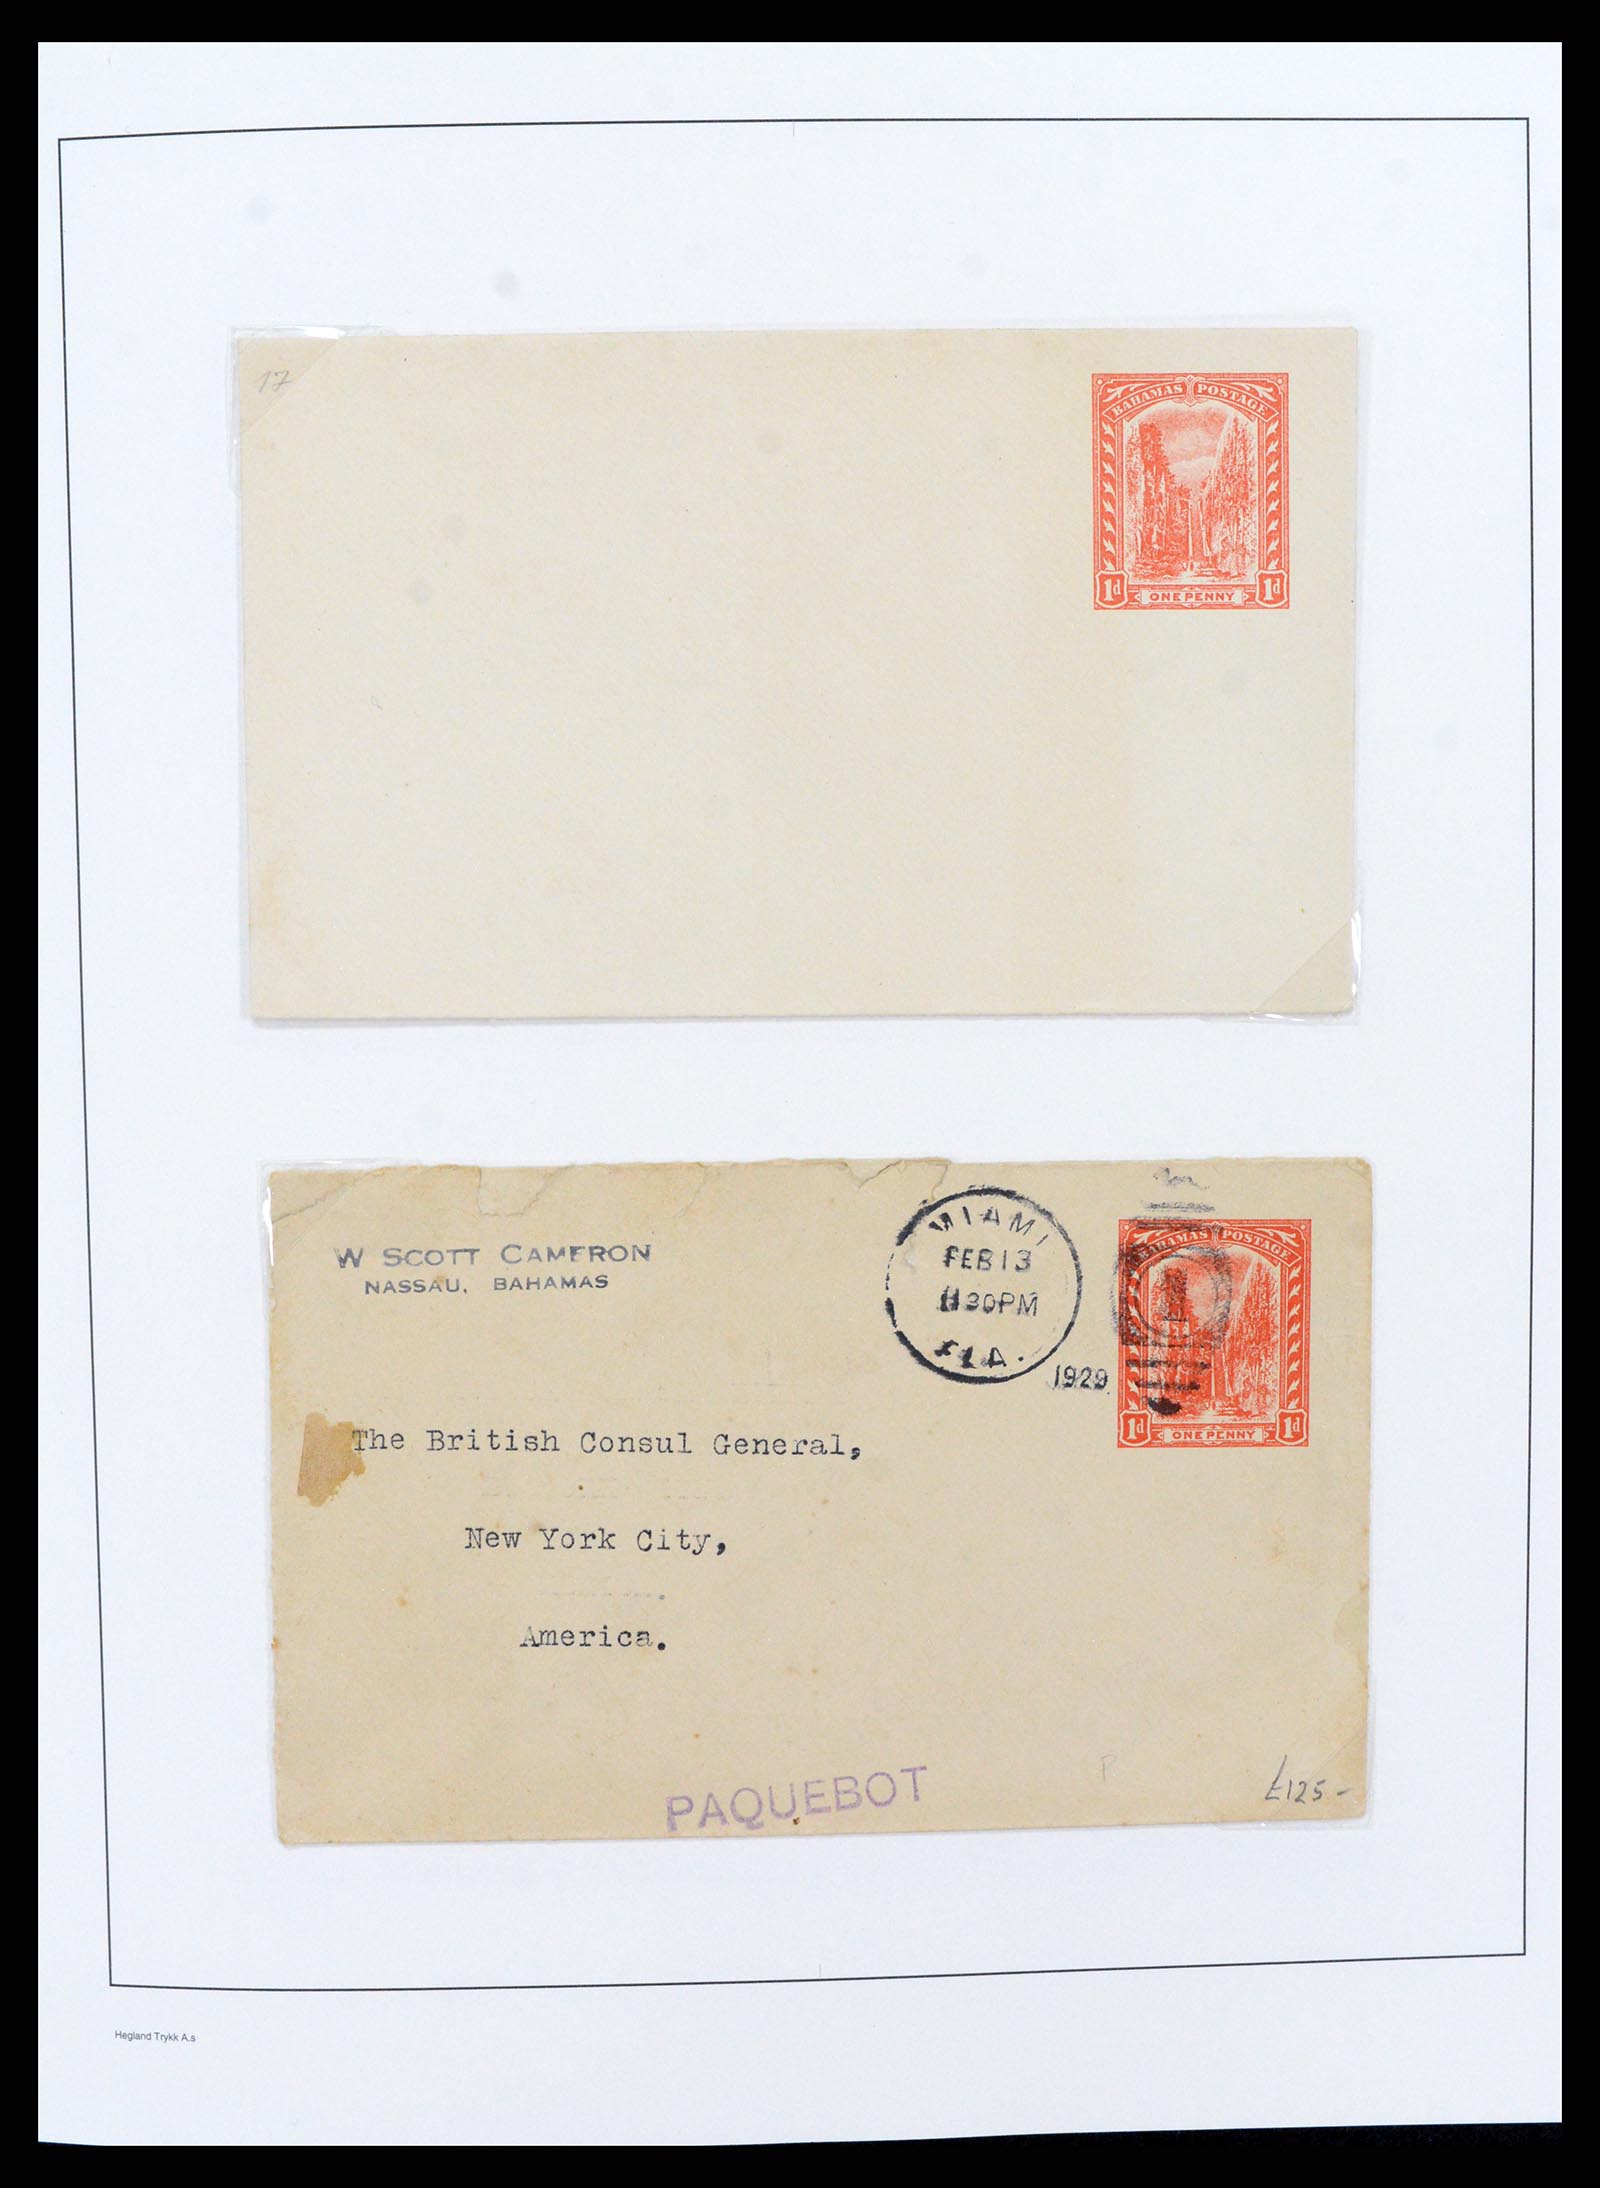 17
BAHAMAS POSTAGE
1d ONE PENNY 1d
W SCOTT CAMERON
NASSAU, BAHAMAS
MIAMI
FEB 13
1130PM
FLA.
1929
BAHAMAS POSTAGE
1d ONE PENNY 1d
The British Consul General,
New York City,
America.
PAQUEBOT
P
£125-
Hegland Trykk A.s